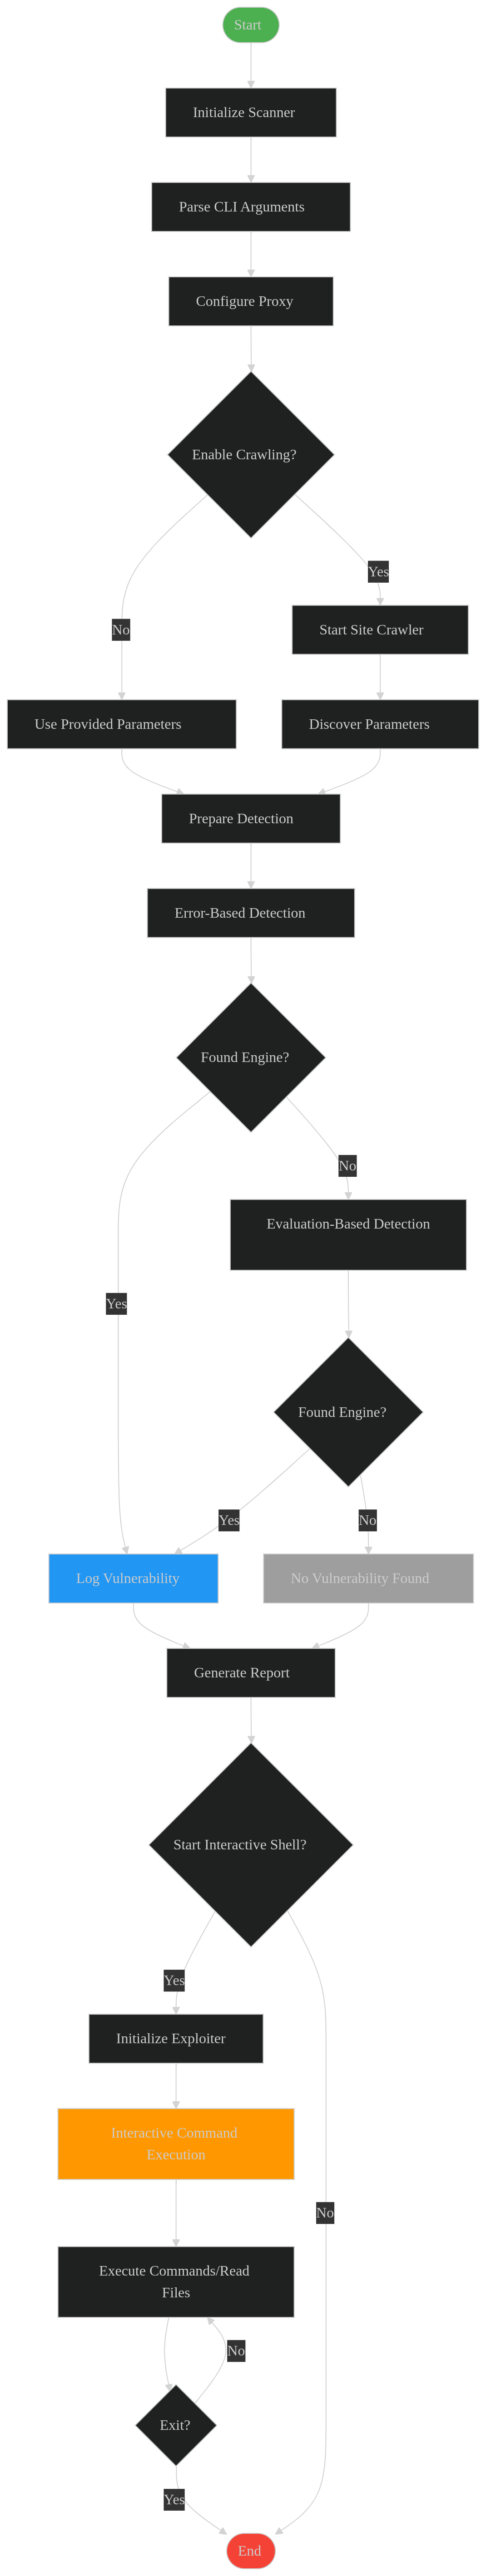 Start
Initialize Scanner
Parse CLI Arguments
Configure Proxy
Enable Crawling?
Yes
Start Site Crawler
No
Use Provided Parameters
Discover Parameters
Prepare Detection
Error-Based Detection
Found Engine?
No
Evaluation-Based Detection
Yes
Found Engine?
Yes
No
Log Vulnerability
No Vulnerability Found
Generate Report
Start Interactive Shell?
Yes
Initialize Exploiter
Interactive Command
Execution
No
Execute Commands/Read
Files
No
Exit?
Yes
End